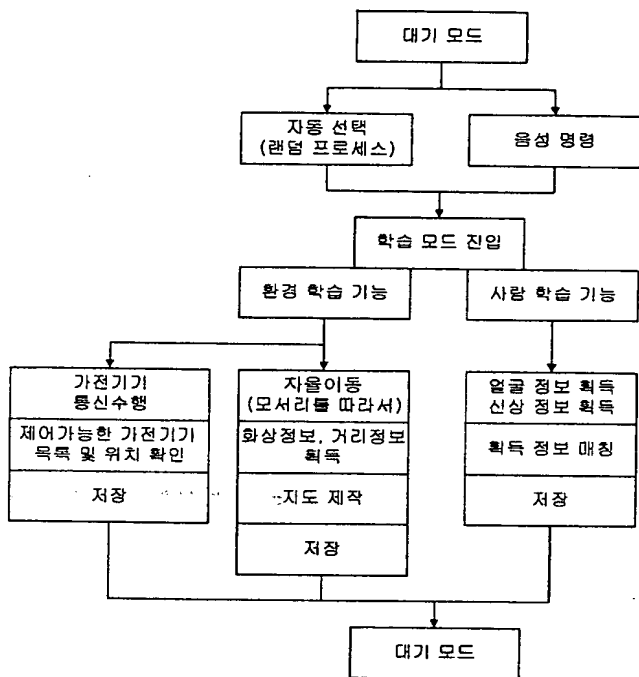 대기 모드
자동 선택
(랜덤 프로세스)
음성 명령
학습 모드 진입
환경 학습 기능
사람 학습 기능
가전기기
통신수행
제어가능한 가전기기
목록 및 위치 확인
저장
자율이동
(모서리를 따라서)
화상정보, 거리정보
획득
지도 제작
저장
얼굴 정보 획득
신상 정보 획득
획득 정보 매칭
저장
대기 모드